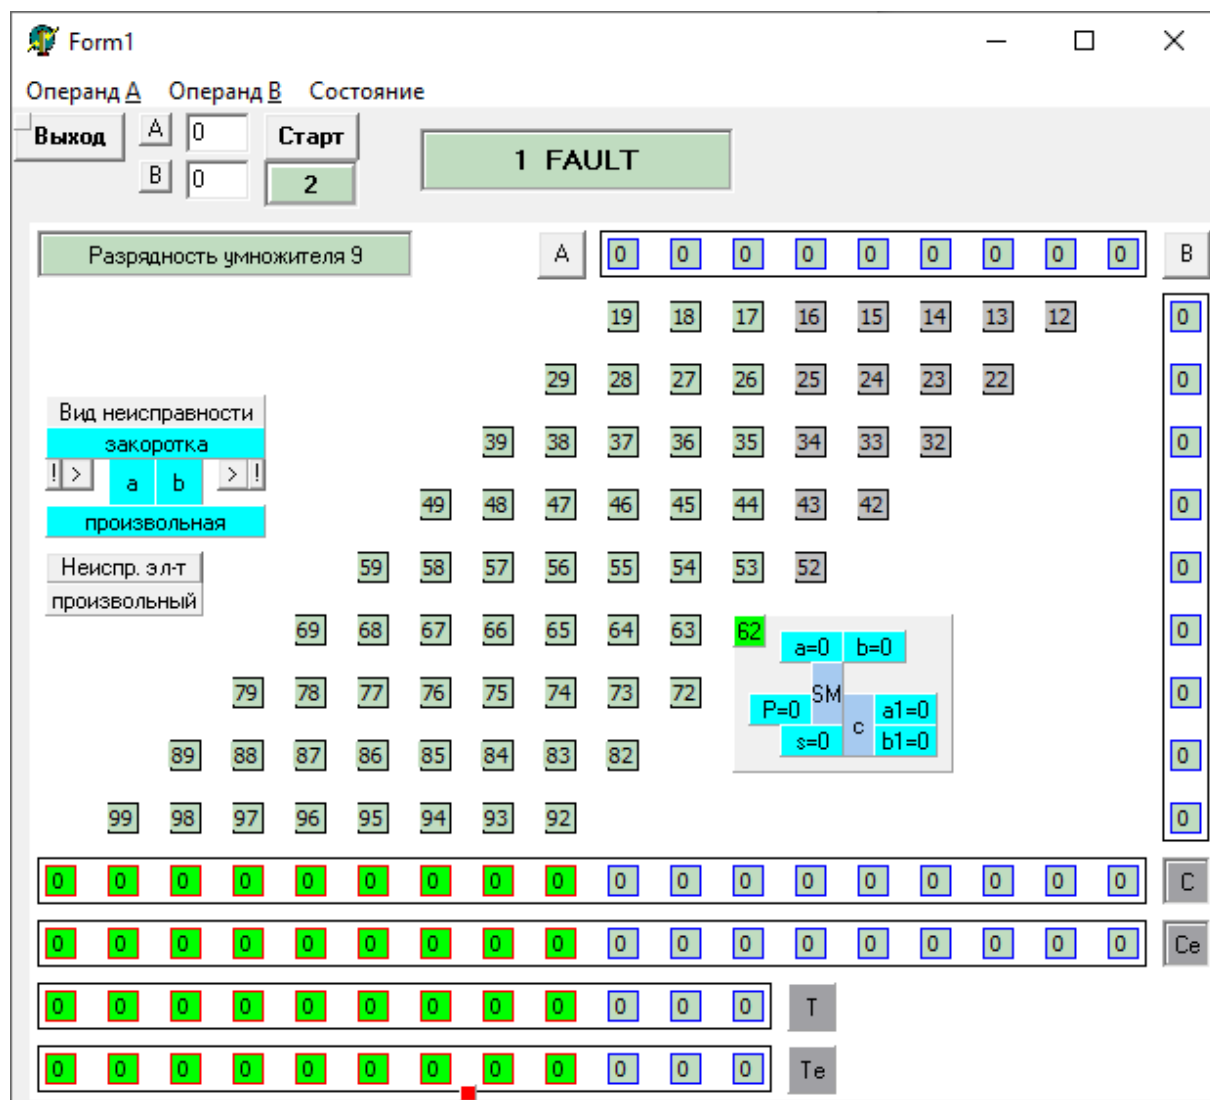 Form1
Операнд A Операнд B Состояние
Выход A 0 Старт
1 FAULT
B 0 2
Разрядность умножителя 9 A 0 0 0 0 0 0 0 0 0 B
19 18 17 16 15 14 13 12 0
29 28 27 26 25 24 23 22 0
Вид неисправности
закоротка 39 38 37 36 35 34 33 32 0
! > a b > !
произвольная 49 48 47 46 45 44 43 42 0
Неиспр. эл-т 59 58 57 56 55 54 53 52 0
произвольный
69 68 67 66 65 64 63 62 0
a=0 b=0
79 78 77 76 75 74 73 72 SM 0
P=0 a1=0
s=0 c b1=0
89 88 87 86 85 84 83 82 0
99 98 97 96 95 94 93 92 0
0 0 0 0 0 0 0 0 0 0 0 0 0 0 0 0 0 0 C
0 0 0 0 0 0 0 0 0 0 0 0 0 0 0 0 0 0 Ce
0 0 0 0 0 0 0 0 0 0 0 0 T
0 0 0 0 0 0 0 0 0 0 0 0 Te